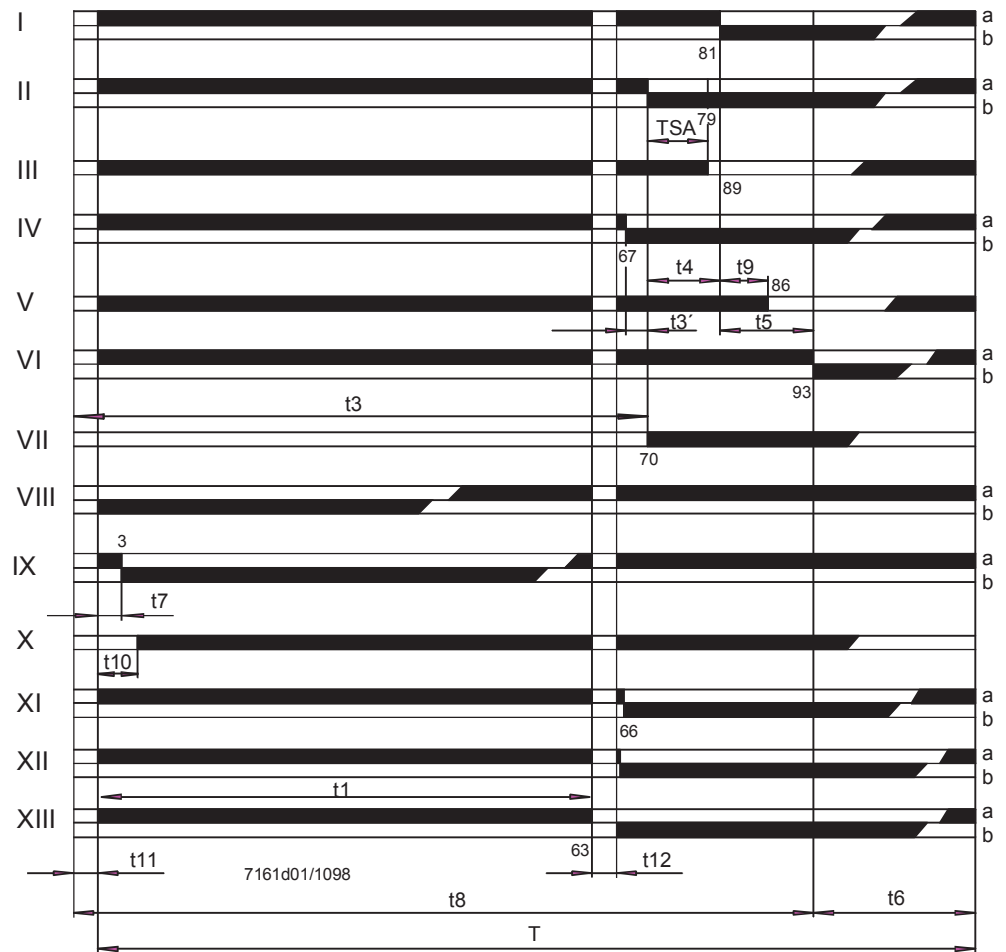 I a
b
81
II a
b
79
TSA
III
89
IV a
b
67
t4 t9
86
V
t3´ t5
VI a
b
93
t3
VII
70
VIII a
b
3
IX a
b
t7
X
t10
XI a
b
66
XII a
b
t1
XIII a
b
63
t11 t12
7161d01/1098
t8 t6
T